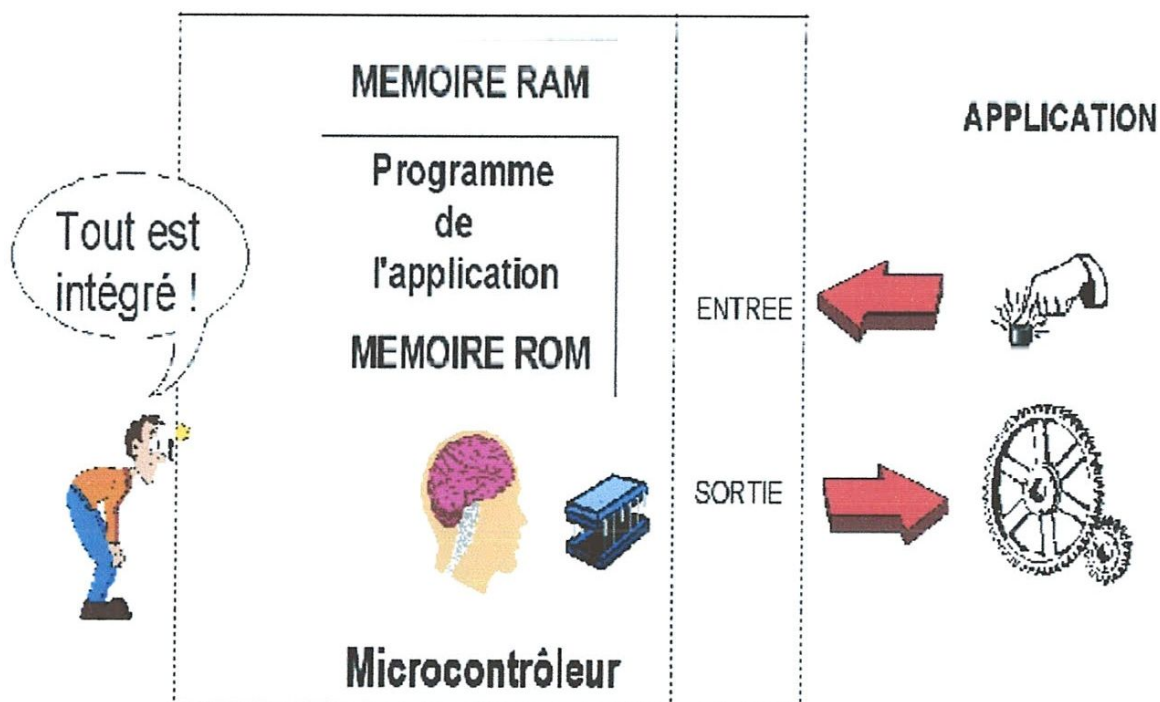 MEMOIRE RAM
APPLICATION
Programme
de
l'application
Tout est
intégré !
ENTREE
MEMOIRE ROM
SORTIE
Microcontrôleur